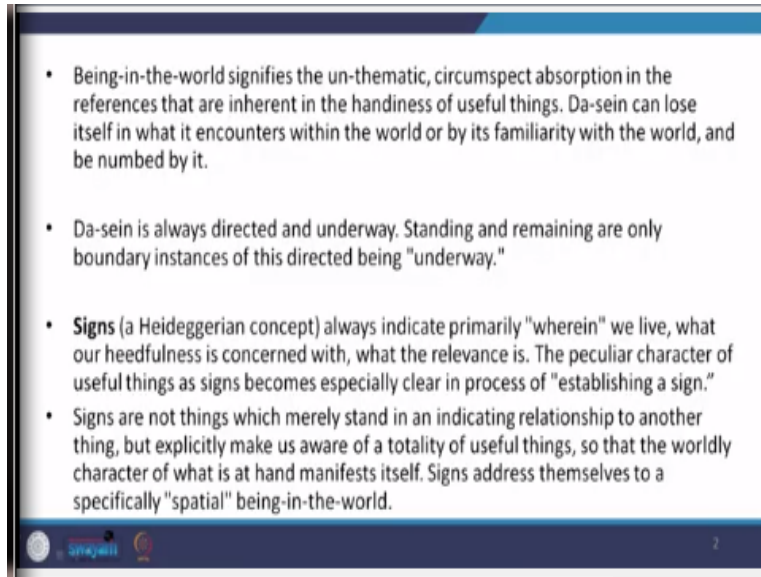 • Being-in-the-world signifies the un-thematic, circumspect absorption in the
references that are inherent in the handiness of useful things. Da-sein can lose
itself in what it encounters within the world or by its familiarity with the world, and
be numbed by it.
• Da-sein is always directed and underway. Standing and remaining are only
boundary instances of this directed being "underway."
• Signs (a Heideggerian concept) always indicate primarily "wherein" we live, what
our heedfulness is concerned with, what the relevance is. The peculiar character of
useful things as signs becomes especially clear in process of "establishing a sign.”
• Signs are not things which merely stand in an indicating relationship to another
thing, but explicitly make us aware of a totality of useful things, so that the worldly
character of what is at hand manifests itself. Signs address themselves to a
specifically "spatial" being-in-the-world.
swayam
2